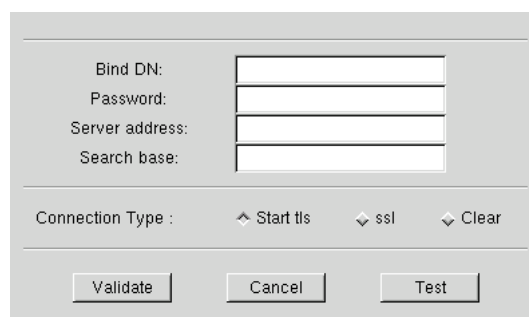 Bind DN:
Password:
Server address:
Search base:
Connection Type : Start tls ssl Clear
Validate Cancel Test